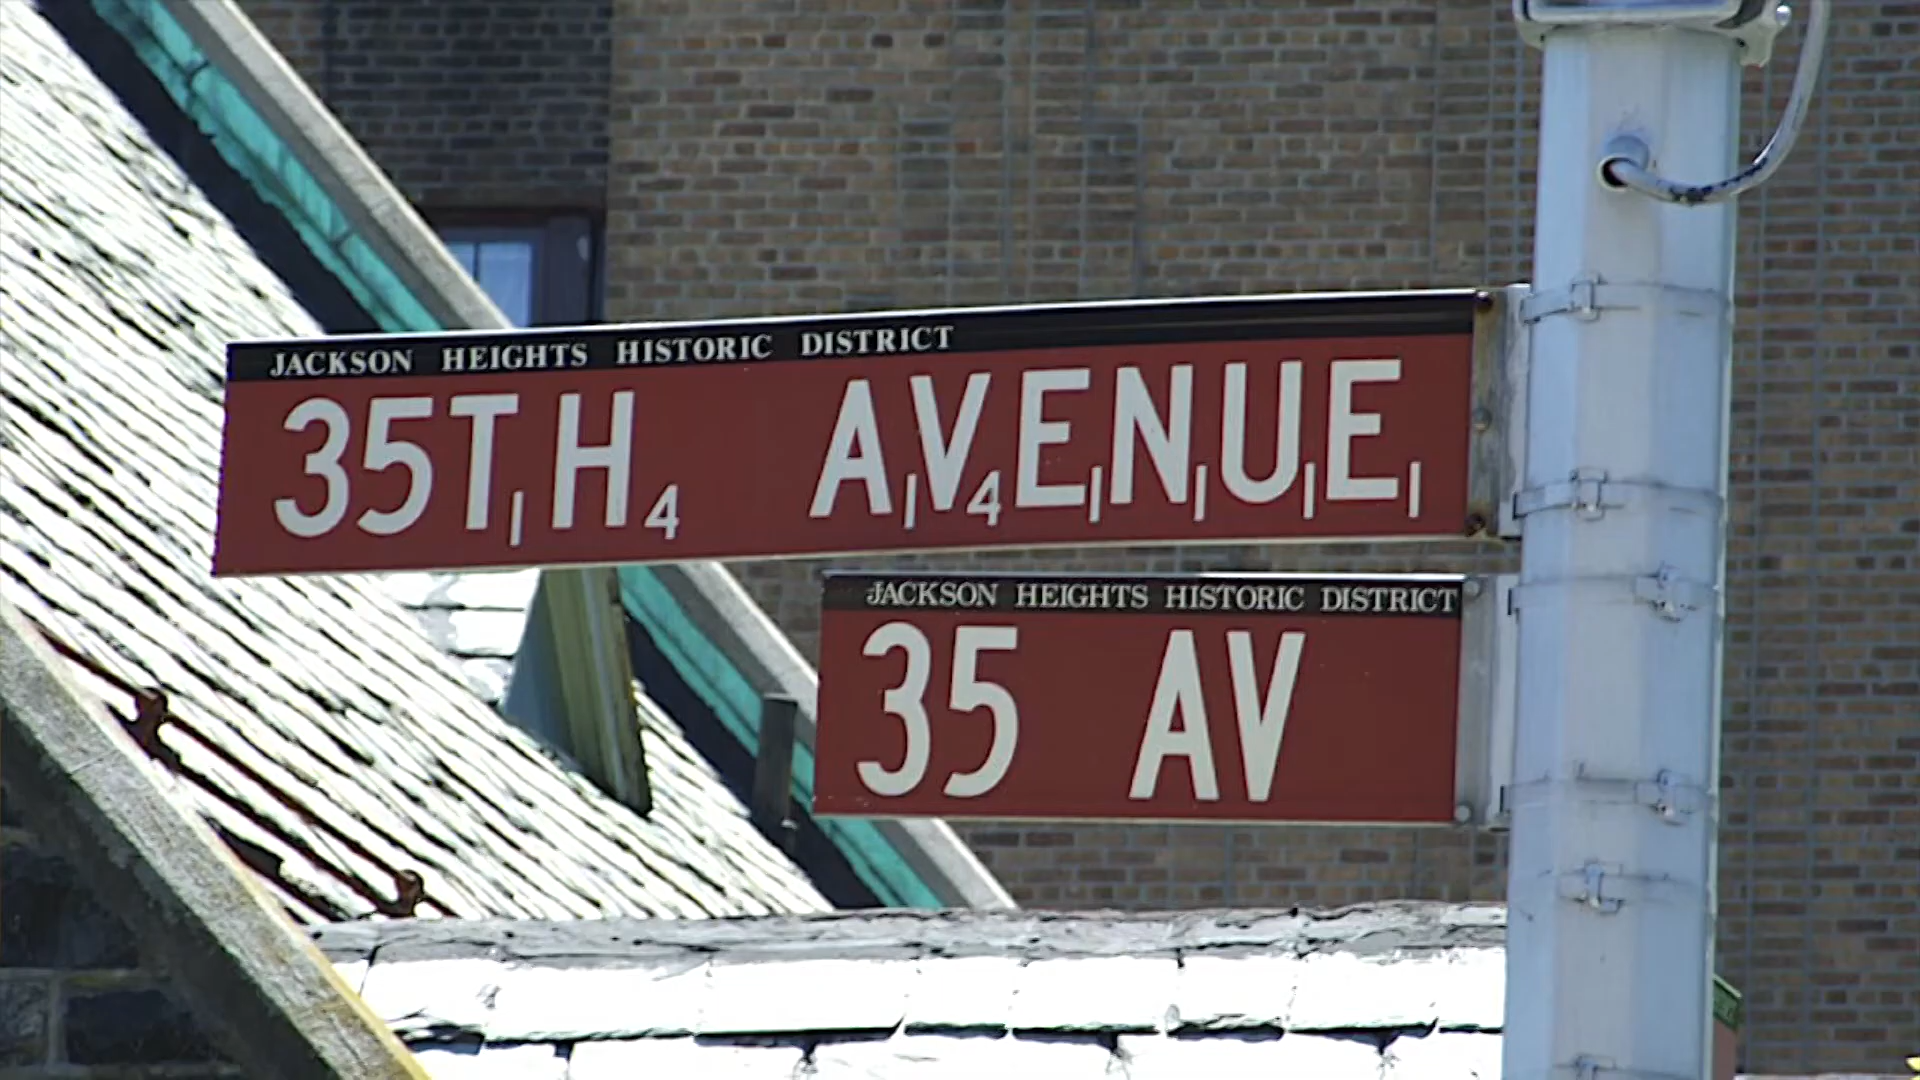 JACKSON HEIGHTS HISTORIC DISTRICT
35T₁H₄ A₁V₄E₁N₁U₁E₁
JACKSON HEIGHTS HISTORIC DISTRICT
35 AV